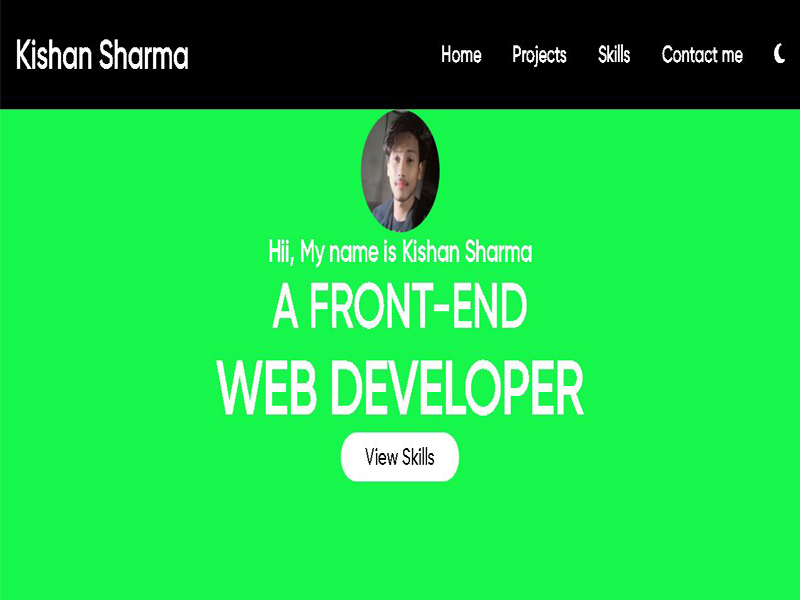 Kishan Sharma
Home Projects Skills Contact me
Hii, My name is Kishan Sharma
A FRONT-END
WEB DEVELOPER
View Skills